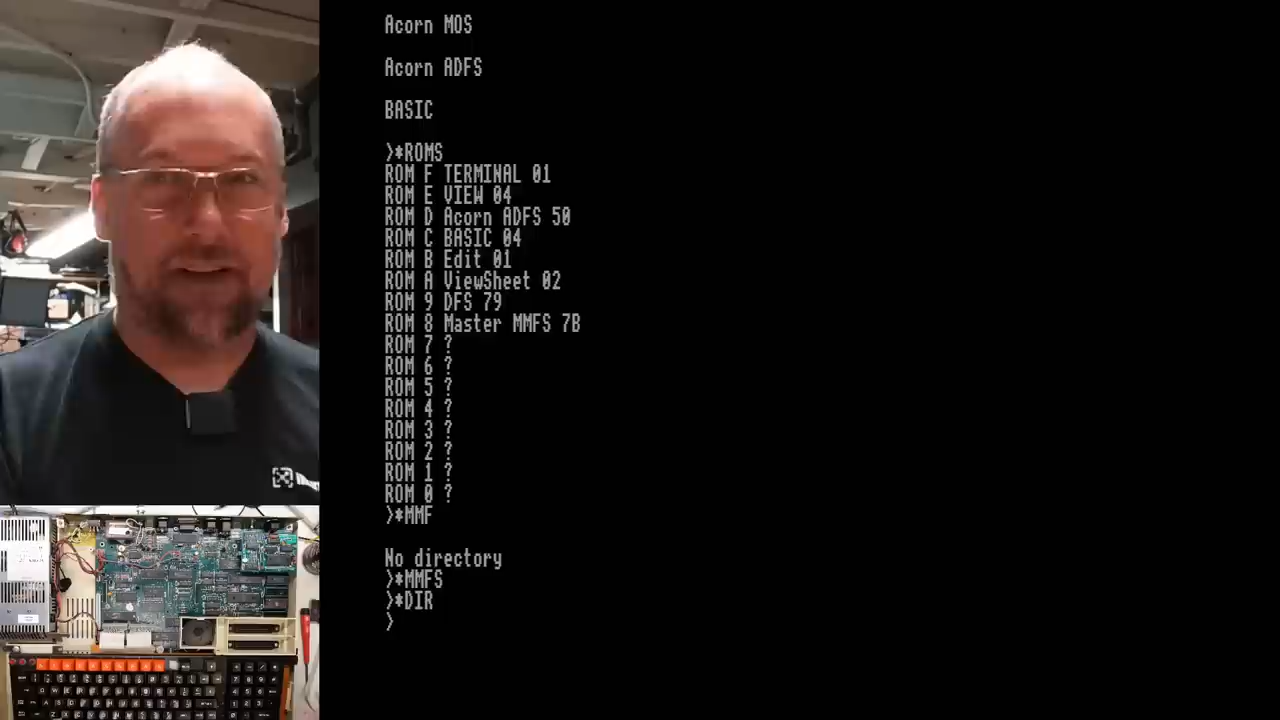 Acorn MOS
Acorn ADFS
BASIC
>*ROMS
ROM F TERMINAL 01
ROM E VIEW 04
ROM D Acorn ADFS 50
ROM C BASIC 04
ROM B Edit 01
ROM A ViewSheet 02
ROM 9 DFS 79
ROM 8 Master MMFS 7B
ROM 7 ?
ROM 6 ?
ROM 5 ?
ROM 4 ?
ROM 3 ?
ROM 2 ?
ROM 1 ?
ROM 0 ?
>*MMF
No directory
>*MMFS
>*DIR
>